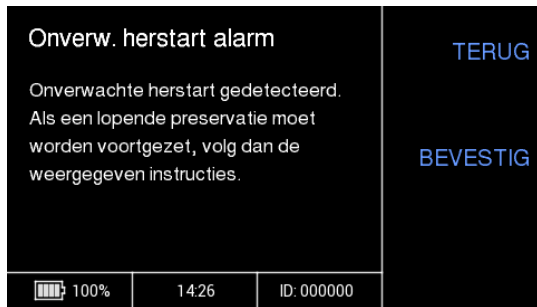 Onverw. herstart alarm
Onverwachte herstart gedetecteerd.
Als een lopende preservatie moet
worden voortgezet, volg dan de
weergegeven instructies.
TERUG
BEVESTIG
100%
14:26
ID: 000000